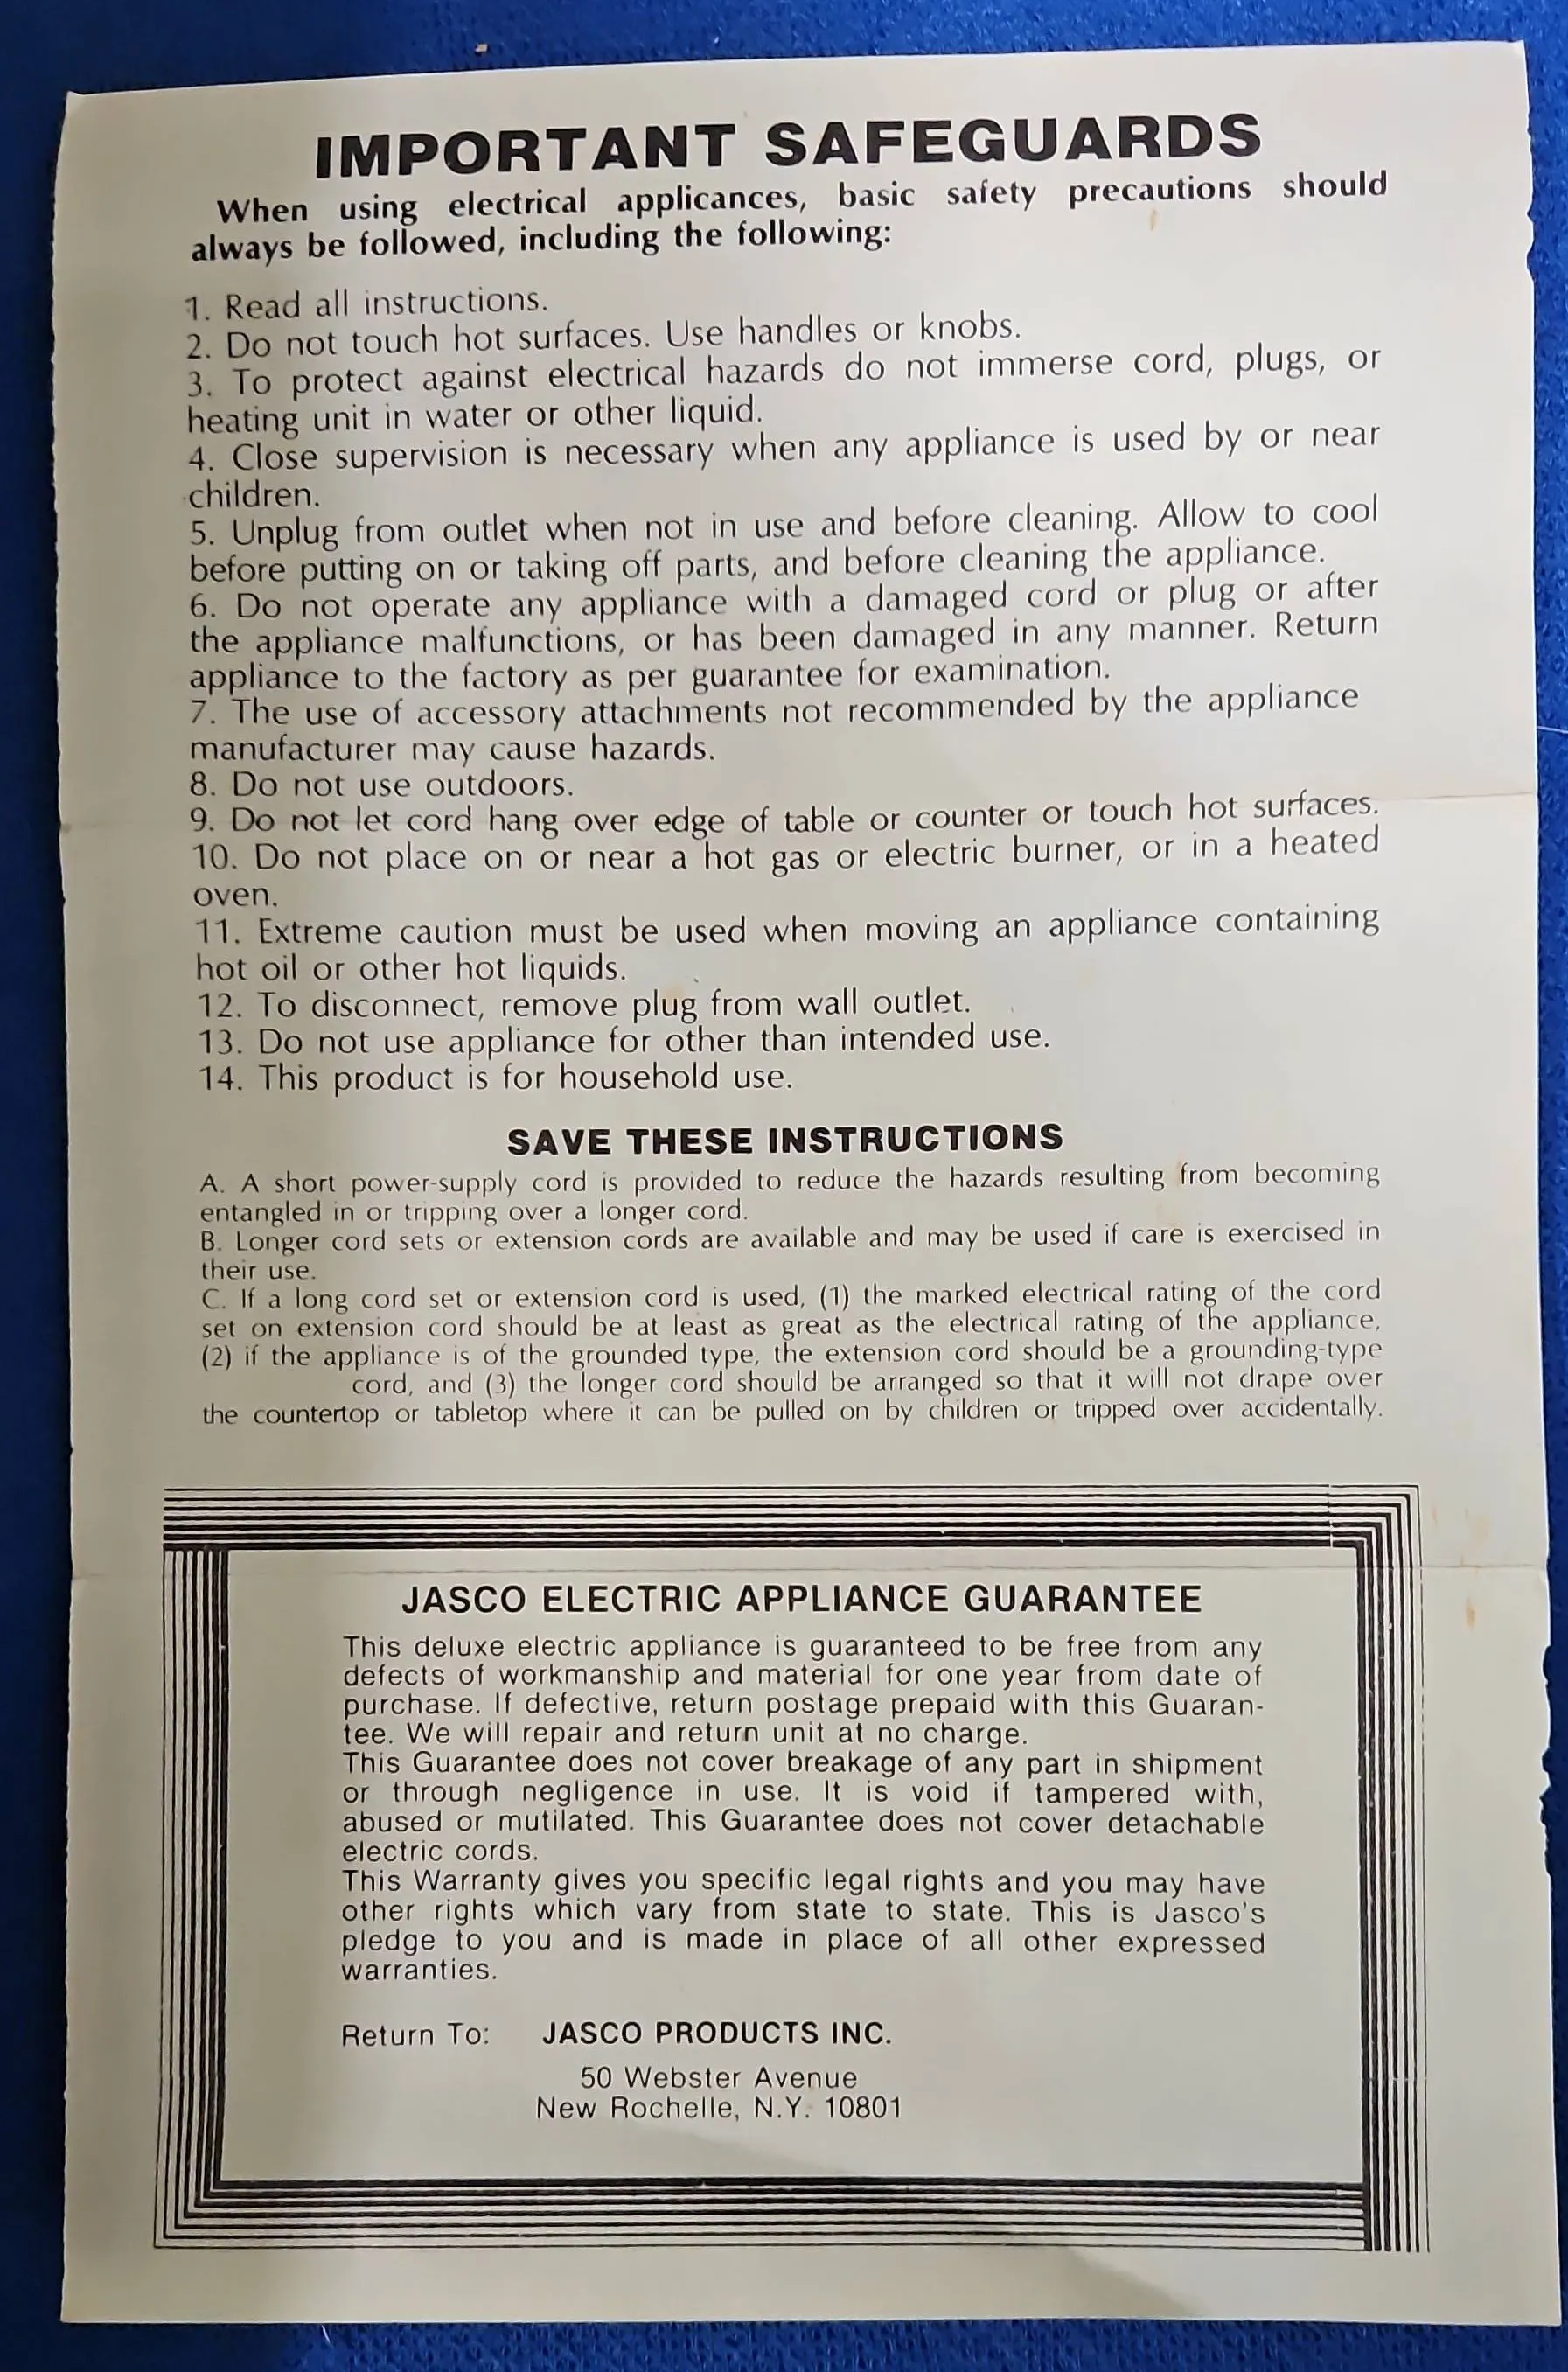 IMPORTANT SAFEGUARDS
When using electrical applicances, basic safety precautions should
always be followed, including the following:
1. Read all instructions.
2. Do not touch hot surfaces. Use handles or knobs.
3. To protect against electrical hazards do not immerse cord, plugs, or
heating unit in water or other liquid.
4. Close supervision is necessary when any appliance is used by or near
children.
5. Unplug from outlet when not in use and before cleaning. Allow to cool
before putting on or taking off parts, and before cleaning the appliance.
6. Do not operate any appliance with a damaged cord or plug or after
the appliance malfunctions, or has been damaged in any manner. Return
appliance to the factory as per guarantee for examination.
7. The use of accessory attachments not recommended by the appliance
manufacturer may cause hazards.
8. Do not use outdoors.
9. Do not let cord hang over edge of table or counter or touch hot surfaces.
10. Do not place on or near a hot gas or electric burner, or in a heated
oven.
11. Extreme caution must be used when moving an appliance containing
hot oil or other hot liquids.
12. To disconnect, remove plug from wall outlet.
13. Do not use appliance for other than intended use.
14. This product is for household use.
SAVE THESE INSTRUCTIONS
A. A short power-supply cord is provided to reduce the hazards resulting from becoming
entangled in or tripping over a longer cord.
B. Longer cord sets or extension cords are available and may be used if care is exercised in
their use.
C. If a long cord set or extension cord is used, (1) the marked electrical rating of the cord
set on extension cord should be at least as great as the electrical rating of the appliance,
(2) if the appliance is of the grounded type, the extension cord should be a grounding-type
cord, and (3) the longer cord should be arranged so that it will not drape over
the countertop or tabletop where it can be pulled on by children or tripped over accidentally.
JASCO ELECTRIC APPLIANCE GUARANTEE
This deluxe electric appliance is guaranteed to be free from any
defects of workmanship and material for one year from date of
purchase. If defective, return postage prepaid with this Guaran-
tee. We will repair and return unit at no charge.
This Guarantee does not cover breakage of any part in shipment
or through negligence in use. It is void if tampered with,
abused or mutilated. This Guarantee does not cover detachable
electric cords.
This Warranty gives you specific legal rights and you may have
other rights which vary from state to state. This is Jasco's
pledge to you and is made in place of all other expressed
warranties.
Return To: JASCO PRODUCTS INC.
50 Webster Avenue
New Rochelle, N.Y. 10801